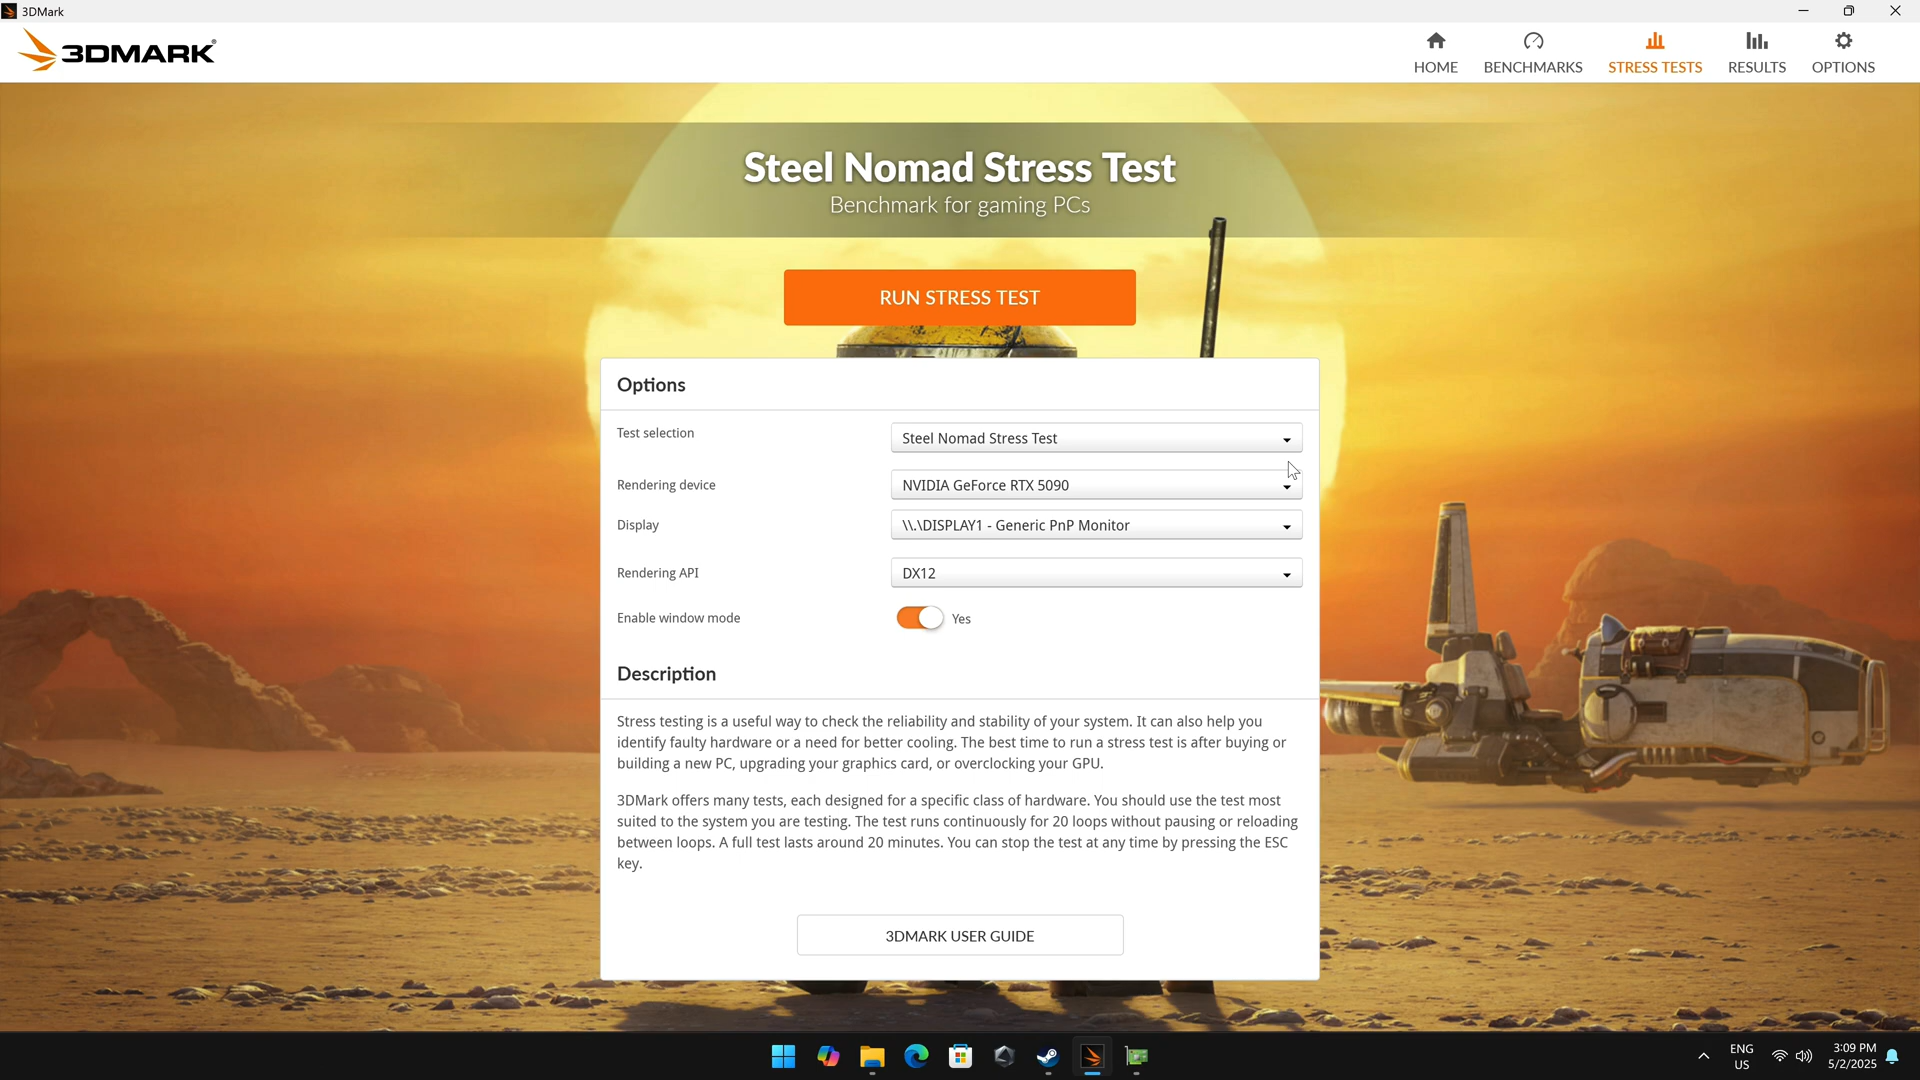 3DMark
3DMARK®
HOME
BENCHMARKS
STRESS TESTS
RESULTS
OPTIONS
Steel Nomad Stress Test
Benchmark for gaming PCs
RUN STRESS TEST
Options
Test selection
Steel Nomad Stress Test
Rendering device
NVIDIA GeForce RTX 5090
Display
\\.\DISPLAY1 - Generic PnP Monitor
Rendering API
DX12
Enable window mode
Yes
Description
Stress testing is a useful way to check the reliability and stability of your system. It can also help you
identify faulty hardware or a need for better cooling. The best time to run a stress test is after buying or
building a new PC, upgrading your graphics card, or overclocking your GPU.
3DMark offers many tests, each designed for a specific class of hardware. You should use the test most
suited to the system you are testing. The test runs continuously for 20 loops without pausing or reloading
between loops. A full test lasts around 20 minutes. You can stop the test at any time by pressing the ESC
key.
3DMARK USER GUIDE
ENG
US
3:09 PM
5/2/2025